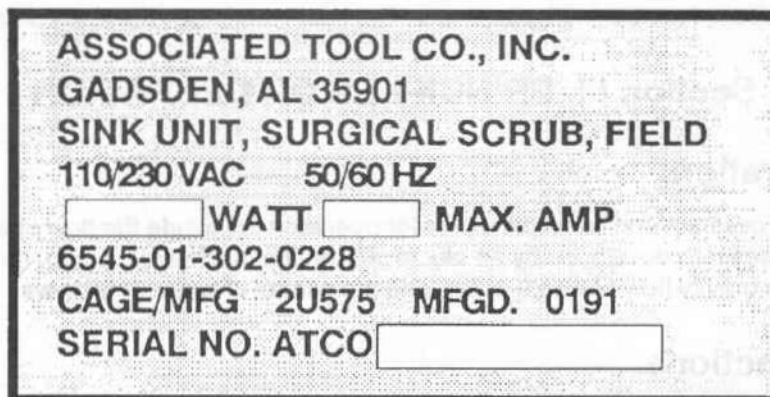 ASSOCIATED TOOL CO., INC.
GADSDEN, AL 35901
SINK UNIT, SURGICAL SCRUB, FIELD
110/230 VAC 50/60 HZ
WATT MAX. AMP
6545-01-302-0228
CAGE/MFG 2U575 MFGD. 0191
SERIAL NO. ATCO